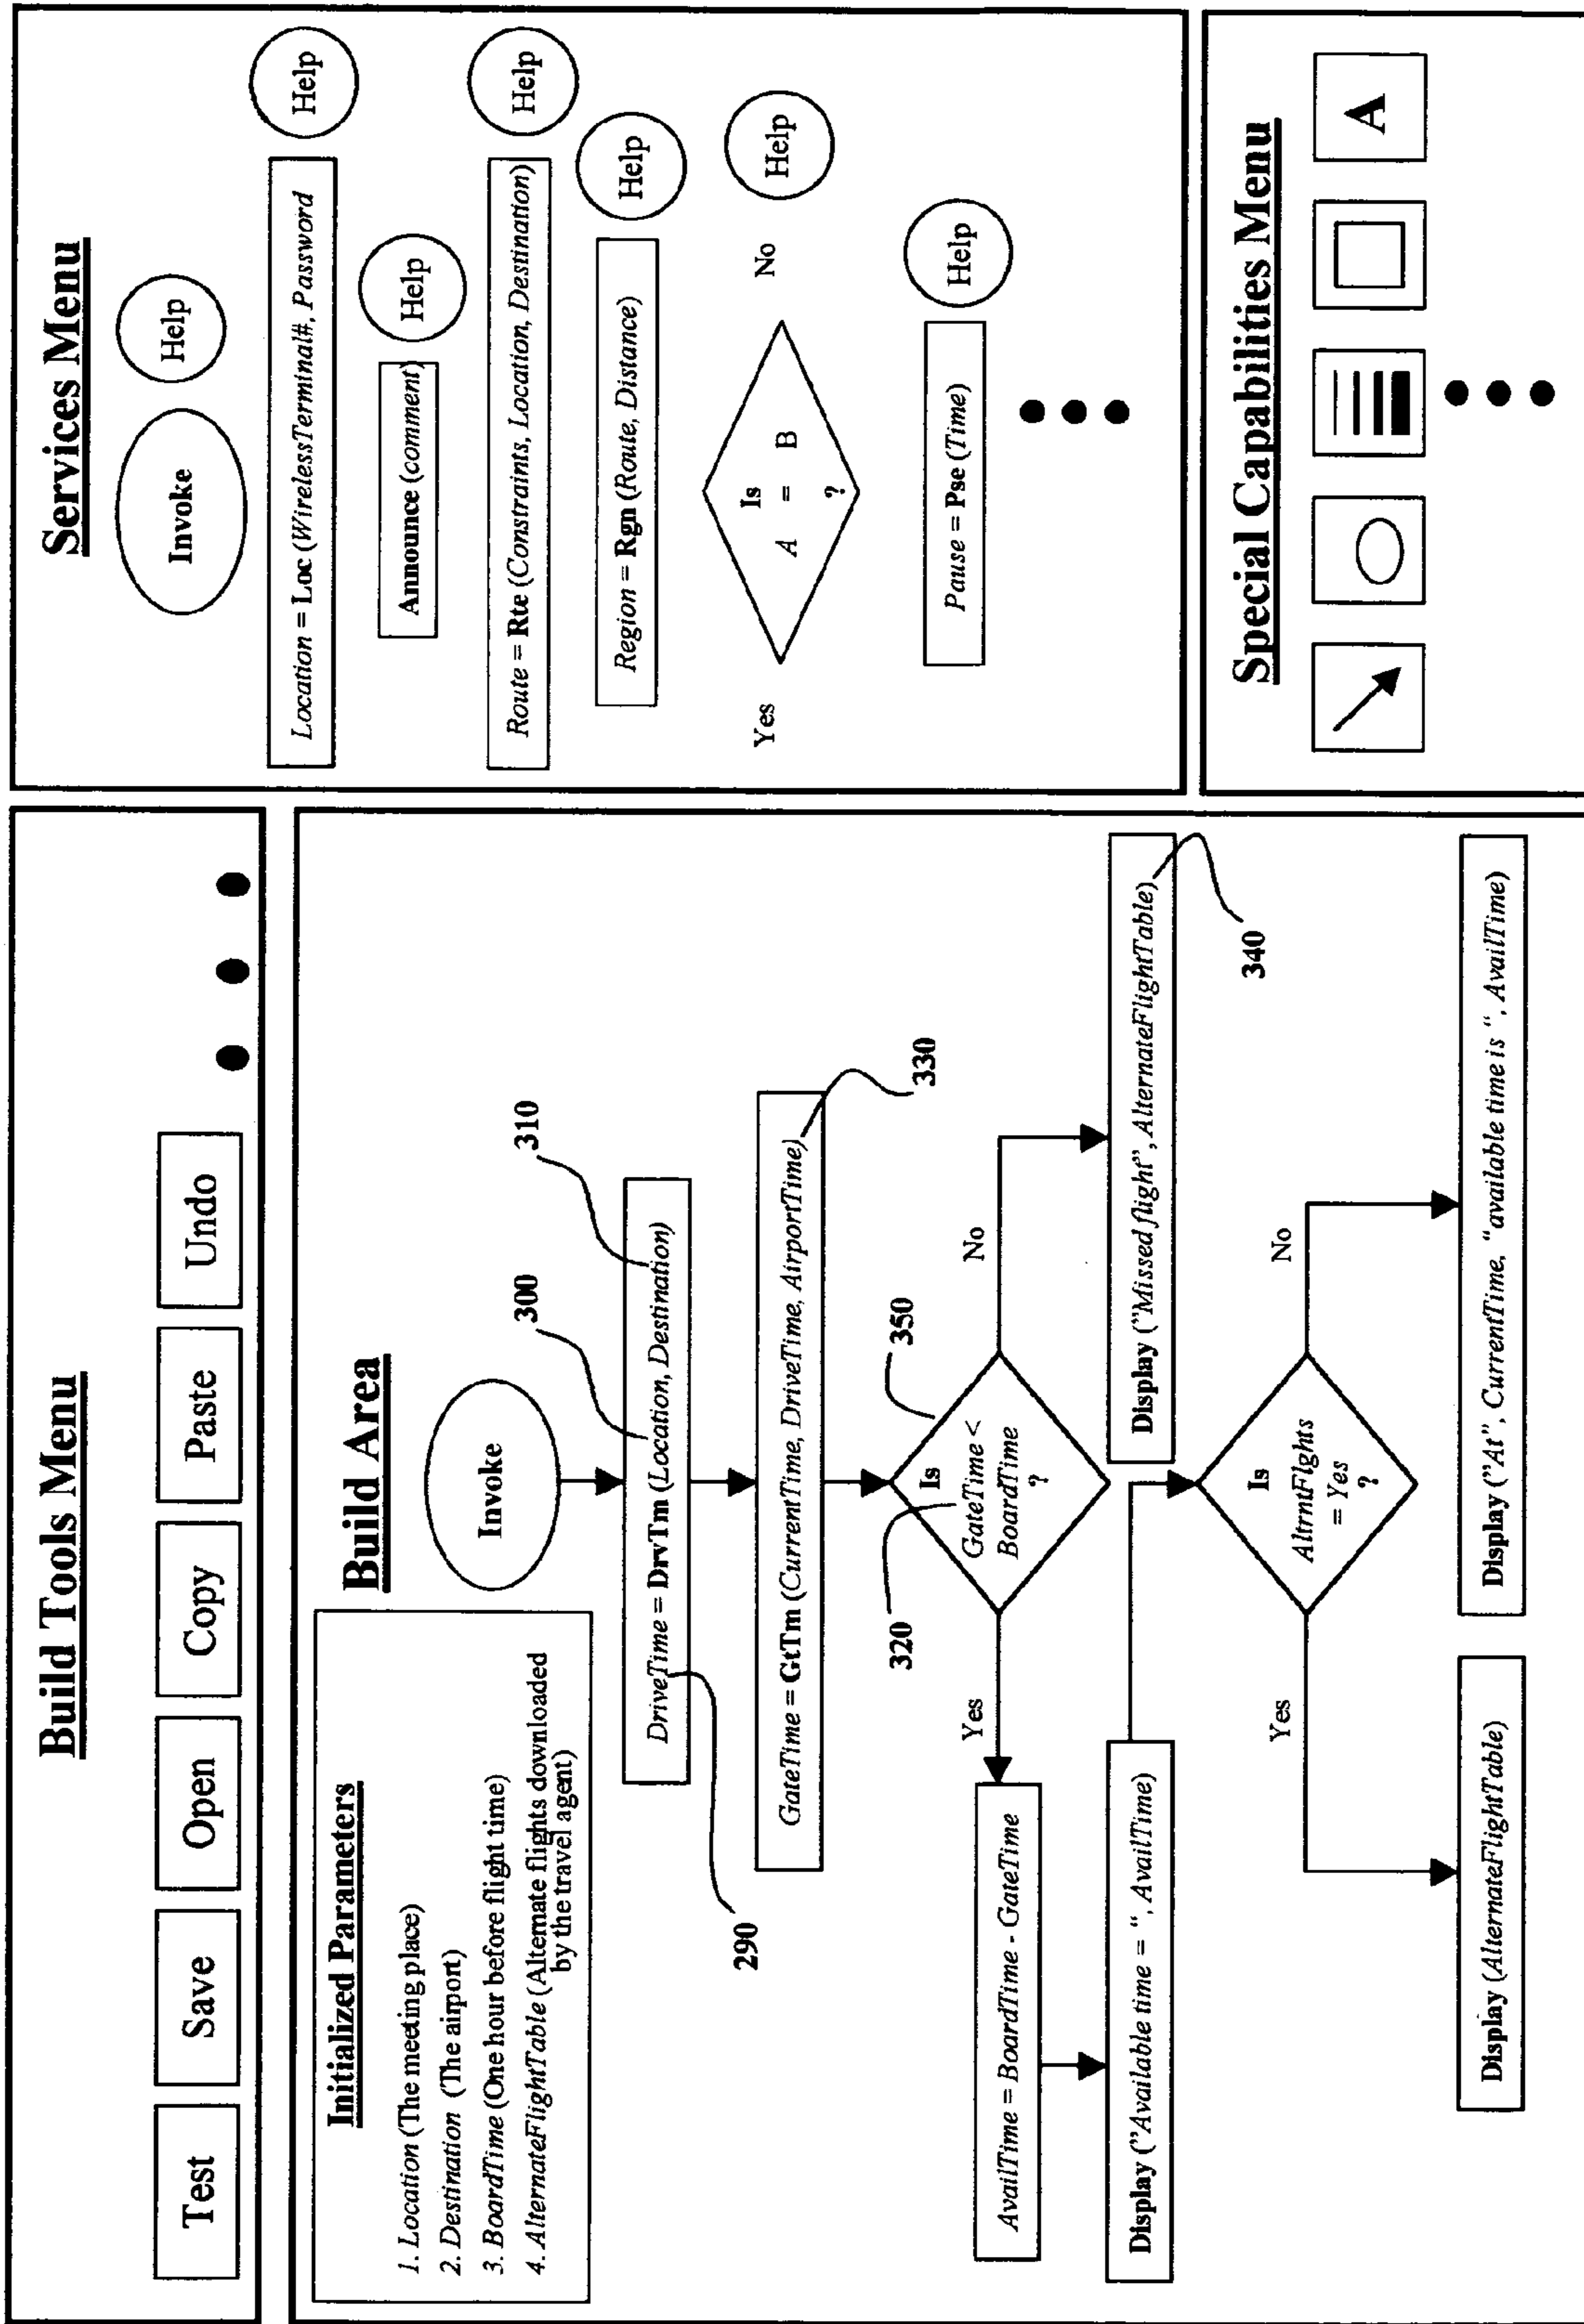 Build Tools Menu
Test
Save
Open
Copy
Paste
Undo
Build Area
Initialized Parameters
1. Location (The meeting place)
2. Destination (The airport)
3. BoardTime (One hour before flight time)
4. AlternateFlightTable (Alternate flights downloaded
by the travel agent)
Invoke
300
310
DriveTime = DrvTm (Location, Destination)
290
GateTime = GtTm (CurrentTime, DriveTime, AirportTime)
330
320
350
Is
GateTime <
BoardTime
?
Yes
No
AvailTime = BoardTime - GateTime
Display ("Missed flight", AlternateFlightTable)
340
Display ("Available time = “, AvailTime)
Is
AltrntFlghts
= Yes
?
Yes
No
Display (AlternateFlightTable)
Display ("At", CurrentTime, “available time is “, AvailTime)
Services Menu
Invoke
Help
Location = Loc (WirelessTerminal#, Password
Help
Announce (comment)
Help
Route = Rte (Constraints, Location, Destination)
Help
Region = Rgn (Route, Distance)
Help
Yes
Is
A = B
?
No
Help
Pause = Pse (Time)
Help
Special Capabilities Menu
A